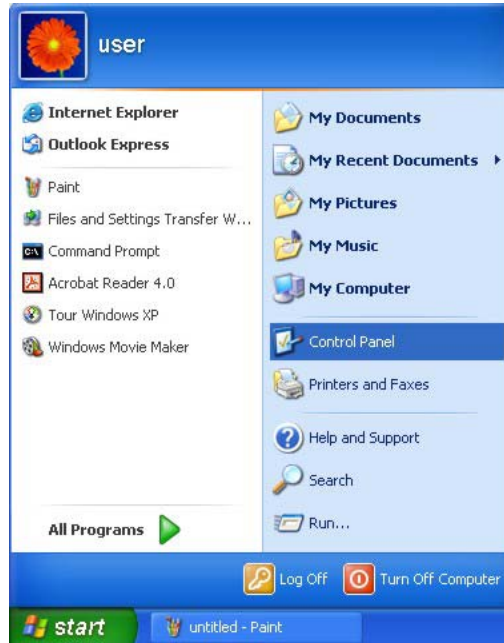 user
Internet Explorer
Outlook Express
Paint
Files and Settings Transfer W...
Command Prompt
Acrobat Reader 4.0
Tour Windows XP
Windows Movie Maker
All Programs
My Documents
My Recent Documents
My Pictures
My Music
My Computer
Control Panel
Printers and Faxes
Help and Support
Search
Run...
Log Off
Turn Off Computer
start
untitled - Paint